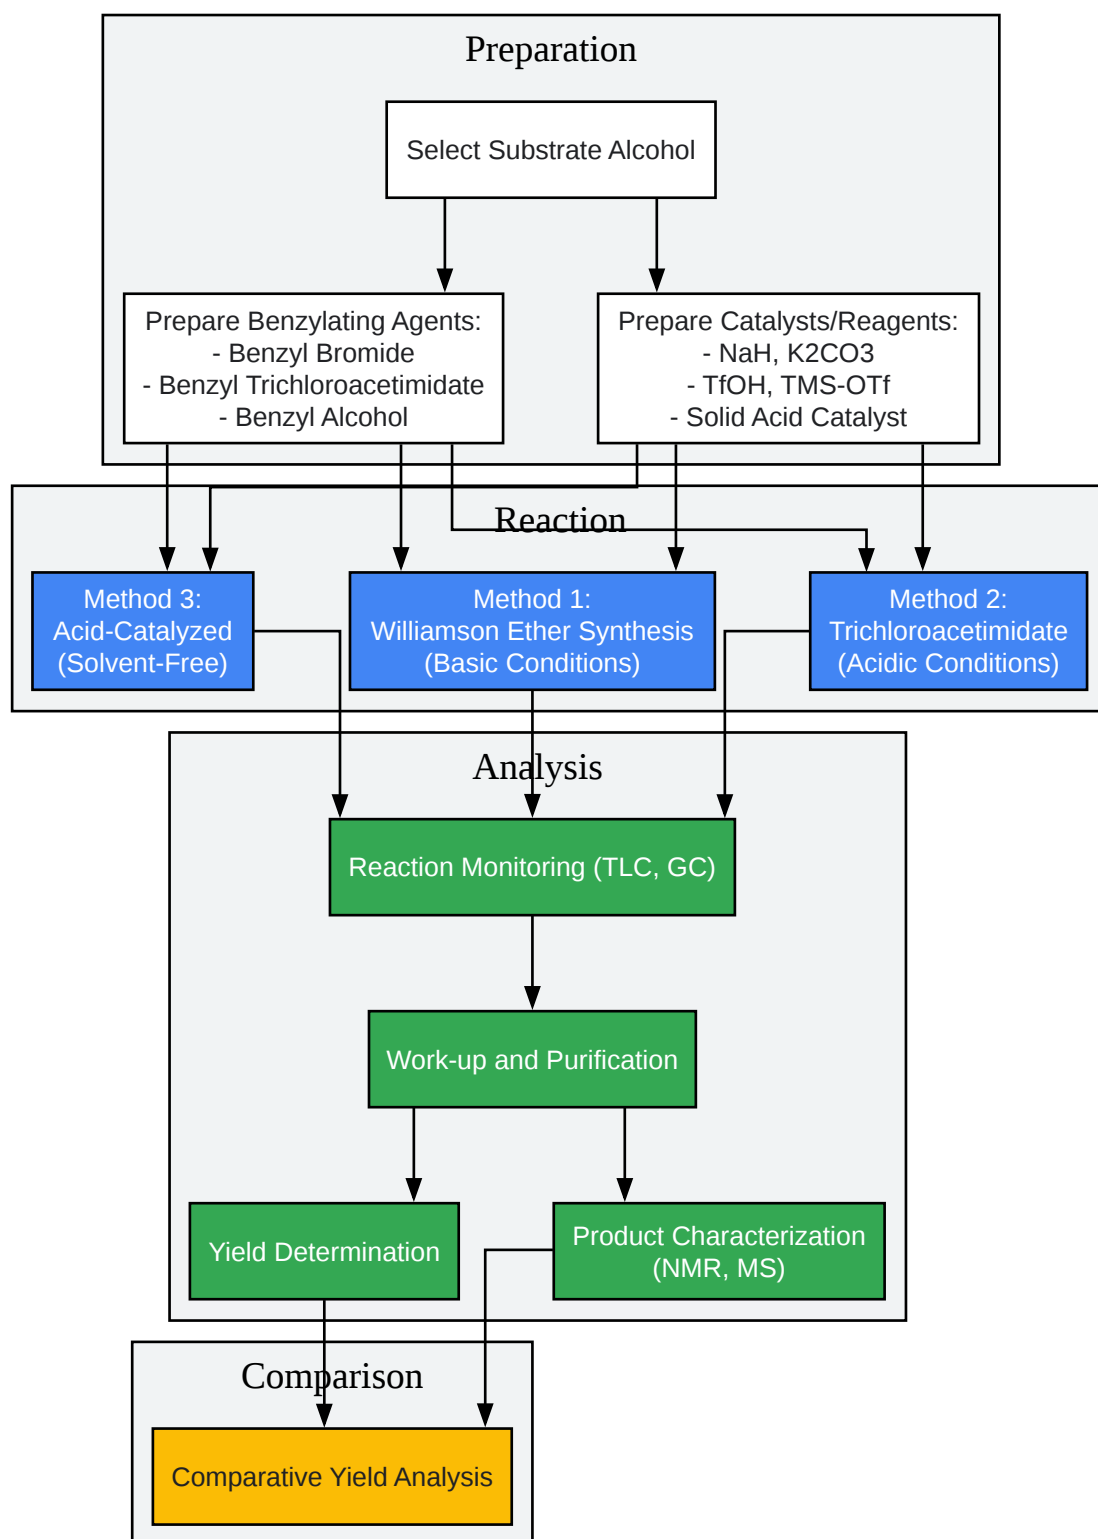 Preparation
Select Substrate Alcohol
Prepare Benzylating Agents:
- Benzyl Bromide
- Benzyl Trichloroacetimidate
- Benzyl Alcohol
Prepare Catalysts/Reagents:
- NaH, K2CO3
- TfOH, TMS-OTf
- Solid Acid Catalyst
Reaction
Method 3:
Acid-Catalyzed
(Solvent-Free)
Method 1:
Williamson Ether Synthesis
(Basic Conditions)
Method 2:
Trichloroacetimidate
(Acidic Conditions)
Analysis
Reaction Monitoring (TLC, GC)
Work-up and Purification
Yield Determination
Product Characterization
(NMR, MS)
Comparison
Comparative Yield Analysis